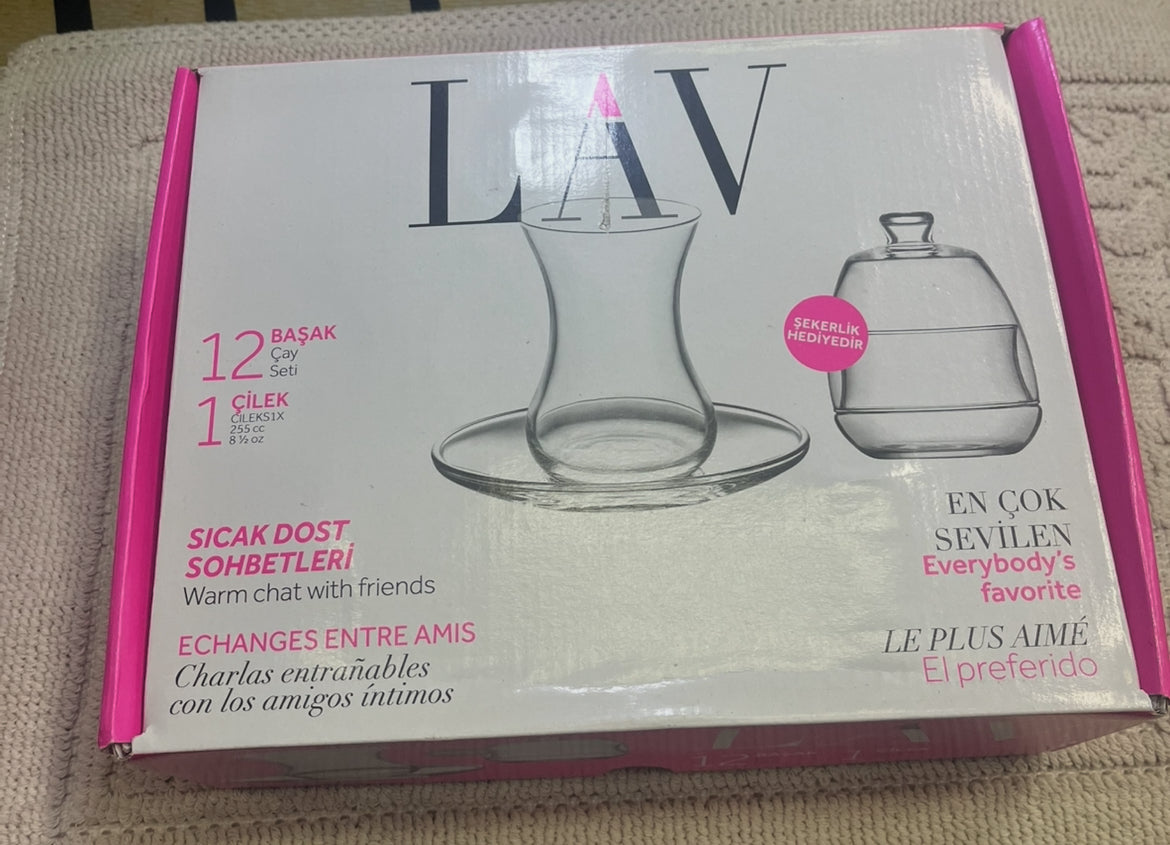 LAV
12 BAŞAK
Çay
Seti
1 ÇİLEK
CILEKS1X
255 cc
8 ½ oz
ŞEKERLİK
HEDİYEDİR
SICAK DOST
SOHBETLERİ
Warm chat with friends
ECHANGES ENTRE AMIS
Charlas entrañables
con los amigos íntimos
EN ÇOK
SEVİLEN
Everybody's
favorite
LE PLUS AIMÉ
El preferido